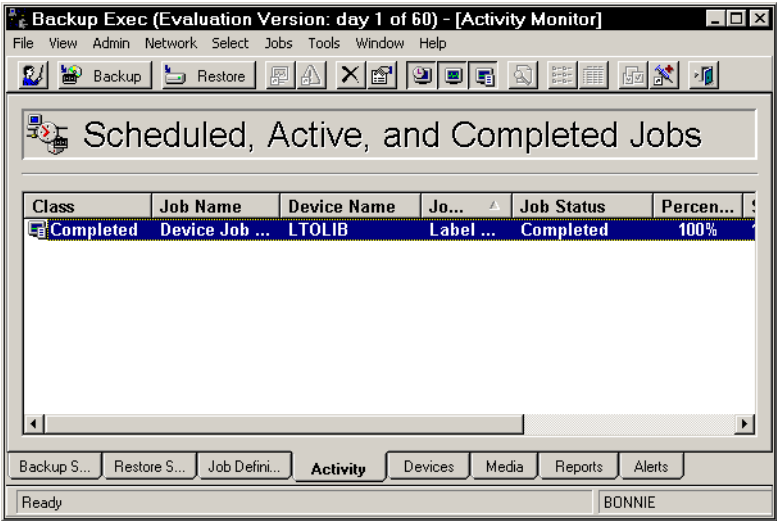 Backup Exec (Evaluation Version: day 1 of 60) - [Activity Monitor]
File View Admin Network Select Jobs Tools Window Help
Backup Restore
Scheduled, Active, and Completed Jobs
Class Job Name Device Name Jo... Job Status Percen...
Completed Device Job ... LTOLIB Label ... Completed 100%
Backup S... Restore S... Job Defini... Activity Devices Media Reports Alerts
Ready BONNIE